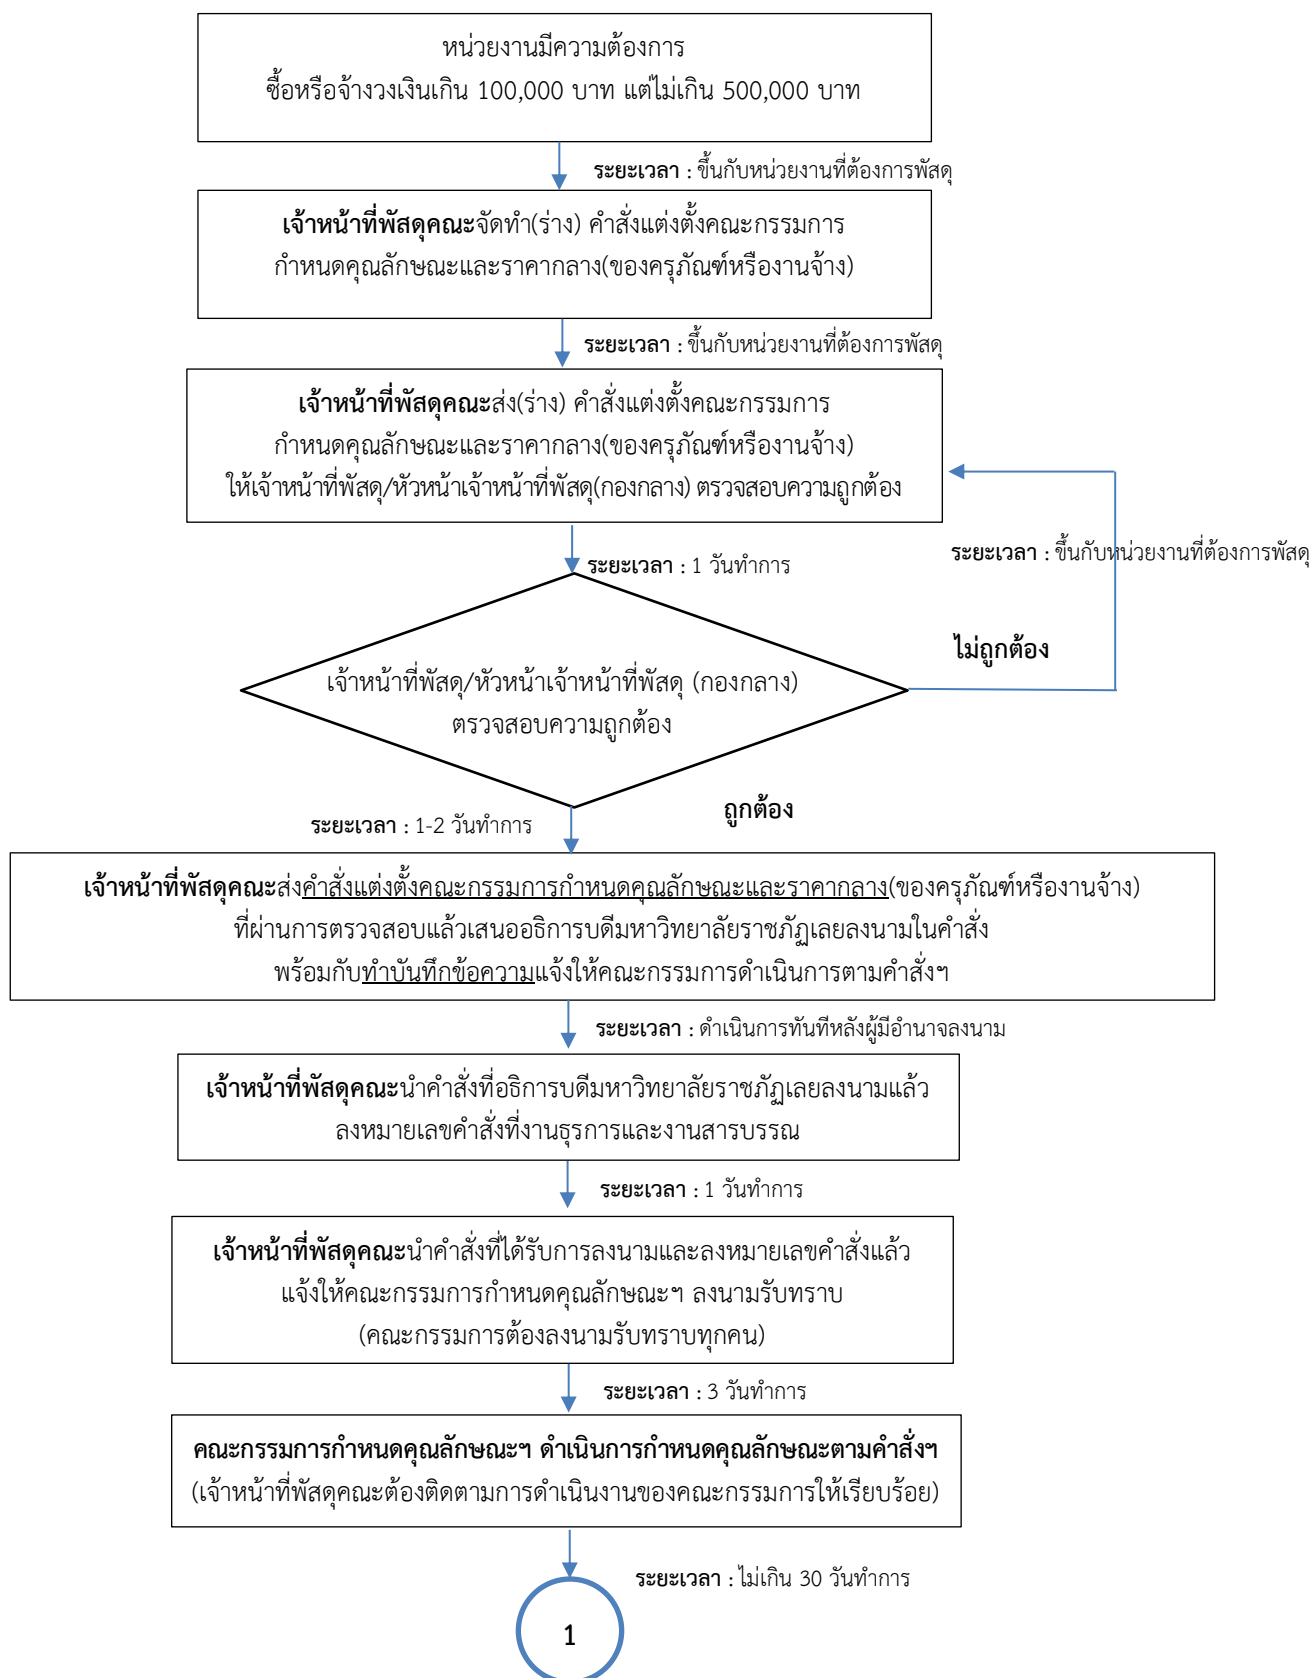 หน่วยงานมีความต้องการ
ซื้อหรือจ้างวงเงินเกิน 100,000 บาท แต่ไม่เกิน 500,000 บาท
ระยะเวลา : ขึ้นกับหน่วยงานที่ต้องการพัสดุ
เจ้าหน้าที่พัสดุคณะจัดทำ(ร่าง) คำสั่งแต่งตั้งคณะกรรมการ
กำหนดคุณลักษณะและราคากลาง(ของครุภัณฑ์หรืองานจ้าง)
ระยะเวลา : ขึ้นกับหน่วยงานที่ต้องการพัสดุ
เจ้าหน้าที่พัสดุคณะส่ง(ร่าง) คำสั่งแต่งตั้งคณะกรรมการ
กำหนดคุณลักษณะและราคากลาง(ของครุภัณฑ์หรืองานจ้าง)
ให้เจ้าหน้าที่พัสดุ/หัวหน้าเจ้าหน้าที่พัสดุ(กองกลาง) ตรวจสอบความถูกต้อง
ระยะเวลา : ขึ้นกับหน่วยงานที่ต้องการพัสดุ
ระยะเวลา : 1 วันทำการ
ไม่ถูกต้อง
เจ้าหน้าที่พัสดุ/หัวหน้าเจ้าหน้าที่พัสดุ (กองกลาง)
ตรวจสอบความถูกต้อง
ถูกต้อง
ระยะเวลา : 1-2 วันทำการ
เจ้าหน้าที่พัสดุคณะส่งคำสั่งแต่งตั้งคณะกรรมการกำหนดคุณลักษณะและราคากลาง(ของครุภัณฑ์หรืองานจ้าง)
ที่ผ่านการตรวจสอบแล้วเสนออธิการบดีมหาวิทยาลัยราชภัฏเลยลงนามในคำสั่ง
พร้อมกับทำบันทึกข้อความแจ้งให้คณะกรรมการดำเนินการตามคำสั่งฯ
ระยะเวลา : ดำเนินการทันทีหลังผู้มีอำนาจลงนาม
เจ้าหน้าที่พัสดุคณะนำคำสั่งที่อธิการบดีมหาวิทยาลัยราชภัฏเลยลงนามแล้ว
ลงหมายเลขคำสั่งที่งานธุรการและงานสารบรรณ
ระยะเวลา : 1 วันทำการ
เจ้าหน้าที่พัสดุคณะนำคำสั่งที่ได้รับการลงนามและลงหมายเลขคำสั่งแล้ว
แจ้งให้คณะกรรมการกำหนดคุณลักษณะฯ ลงนามรับทราบ
(คณะกรรมการต้องลงนามรับทราบทุกคน)
ระยะเวลา : 3 วันทำการ
คณะกรรมการกำหนดคุณลักษณะฯ ดำเนินการกำหนดคุณลักษณะตามคำสั่งฯ
(เจ้าหน้าที่พัสดุคณะต้องติดตามการดำเนินงานของคณะกรรมการให้เรียบร้อย)
ระยะเวลา : ไม่เกิน 30 วันทำการ
1